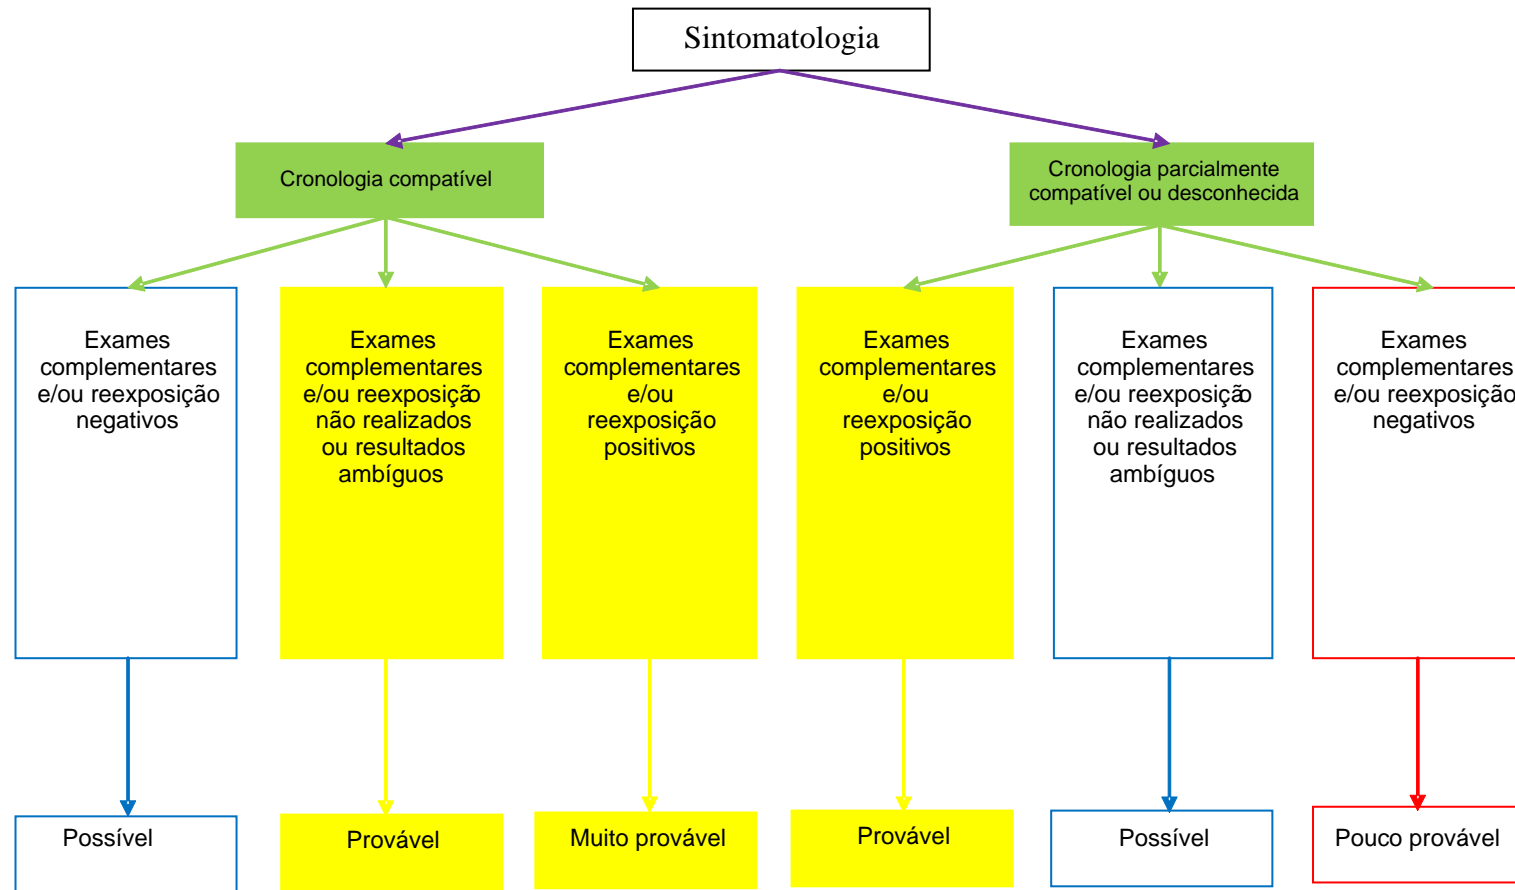 Sintomatologia
Cronologia compatível
Cronologia parcialmente
compatível ou desconhecida
Exames
complementares
e/ou reexposição
negativos
Exames
complementares
e/ou reexposição
não realizados
ou resultados
ambíguos
Exames
complementares
e/ou
reexposição
positivos
Exames
complementares
e/ou
reexposição
positivos
Exames
complementares
e/ou reexposição
não realizados
ou resultados
ambíguos
Exames
complementares
e/ou reexposição
negativos
Possível
Provável
Muito provável
Provável
Possível
Pouco provável